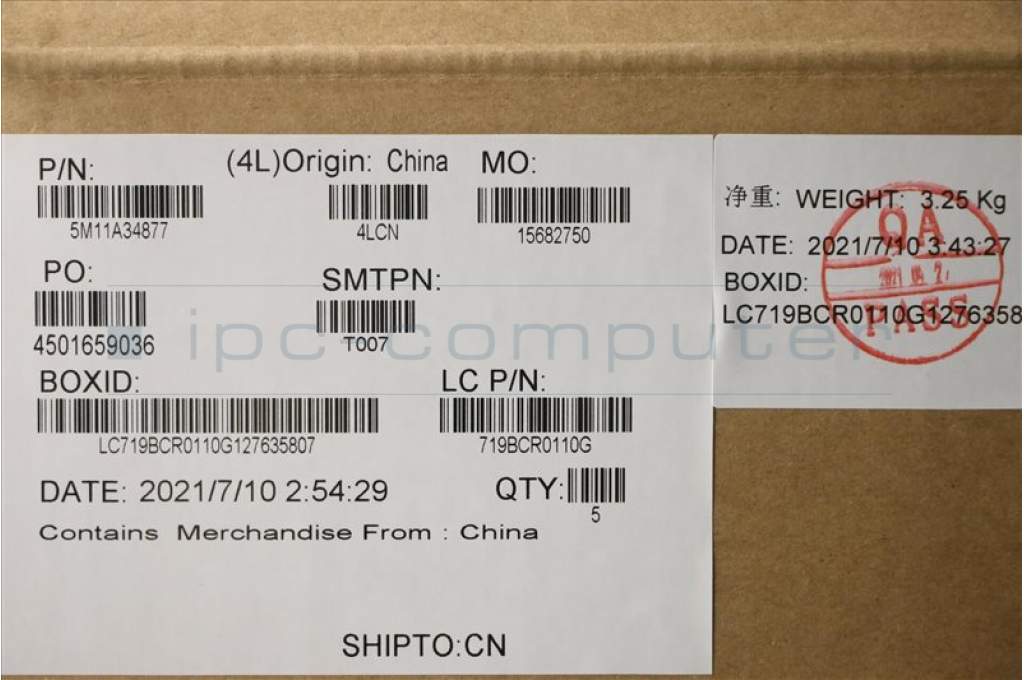 P/N:
5M11A34877
(4L)Origin: China
4LCN
MO:
15682750
PO:
4501659036
SMTPN:
T007
BOXID:
LC719BCR0110G127635807
LC P/N:
719BCR0110G
DATE: 2021/7/10 2:54:29
QTY:
5
Contains Merchandise From : China
SHIPTO:CN
净重: WEIGHT: 3.25 Kg
DATE: 2021/7/10 3:43:27
BOXID:
LC719BCR0110G1276358
QA
PASS
ipc-computer